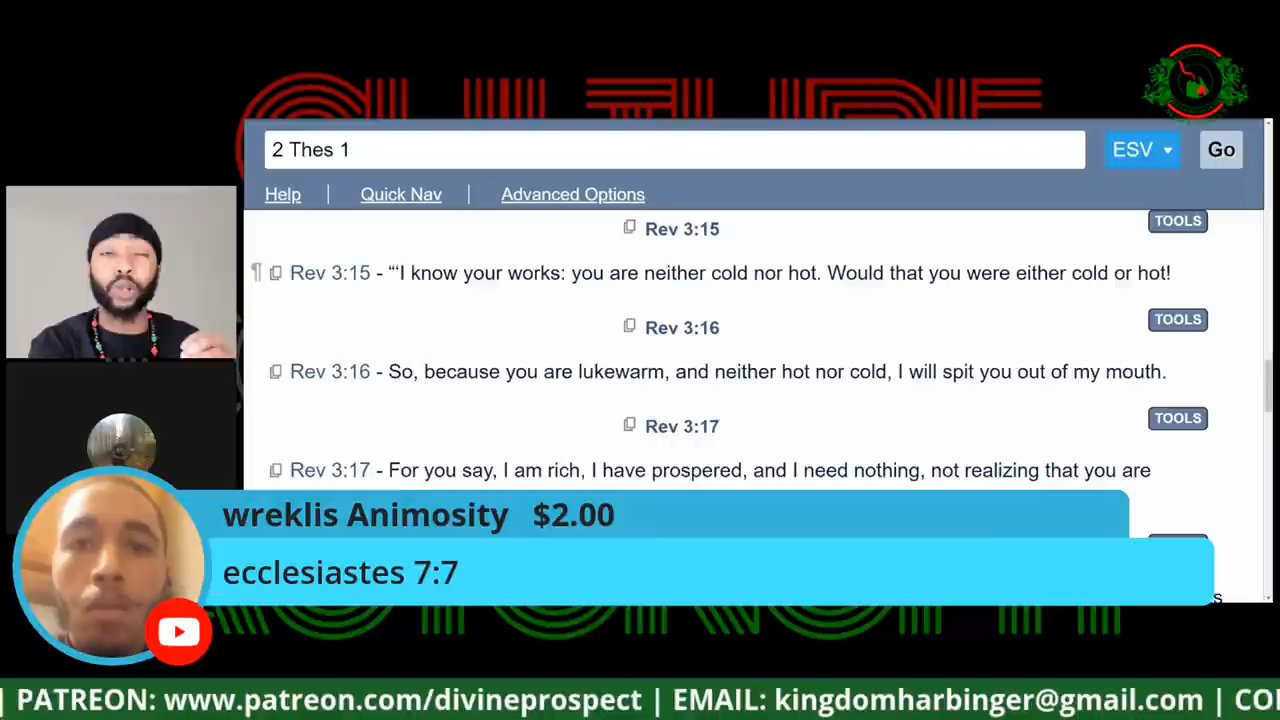 2 Thes 1
ESV
Go
Help | Quick Nav | Advanced Options
Rev 3:15
TOOLS
¶ Rev 3:15 - “‘I know your works: you are neither cold nor hot. Would that you were either cold or hot!
Rev 3:16
TOOLS
Rev 3:16 - So, because you are lukewarm, and neither hot nor cold, I will spit you out of my mouth.
Rev 3:17
TOOLS
Rev 3:17 - For you say, I am rich, I have prospered, and I need nothing, not realizing that you are
wreklis Animosity $2.00
ecclesiastes 7:7
| PATREON: www.patreon.com/divineprospect | EMAIL: kingdomharbinger@gmail.com | CO